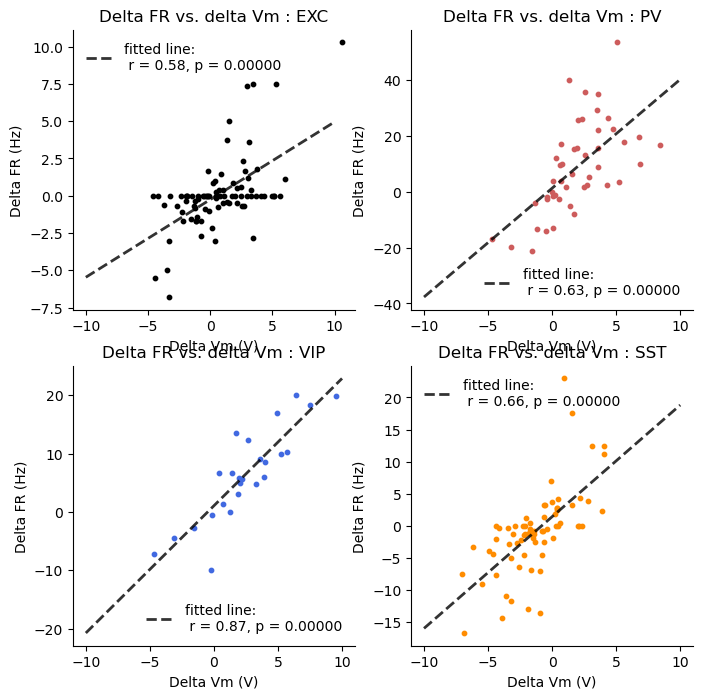 Delta FR vs. delta Vm : EXC
10.0
7.5
5.0
2.5
0.0
−2.5
−5.0
−7.5
Delta FR (Hz)
fitted line:
r = 0.58, p = 0.00000
−10
−5
0
5
10
Delta Vm (V)
Delta FR vs. delta Vm : PV
40
20
0
−20
−40
Delta FR (Hz)
fitted line:
r = 0.63, p = 0.00000
−10
−5
0
5
10
Delta Vm (V)
Delta FR vs. delta Vm : VIP
20
10
0
−10
−20
Delta FR (Hz)
fitted line:
r = 0.87, p = 0.00000
−10
−5
0
5
10
Delta Vm (V)
Delta FR vs. delta Vm : SST
20
15
10
5
0
−5
−10
−15
Delta FR (Hz)
fitted line:
r = 0.66, p = 0.00000
−10
−5
0
5
10
Delta Vm (V)